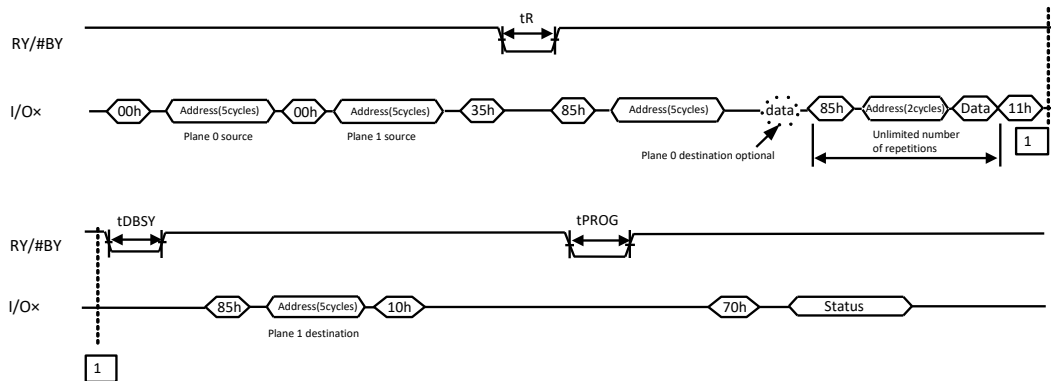 tR
RY/#BY
I/O×
00h
Address(5cycles)
00h
Address(5cycles)
35h
85h
Address(5cycles)
data
85h
Address(2cycles)
Data
11h
Plane 0 source
Plane 1 source
Plane 0 destination optional
Unlimited number
of repetitions
1
tDBSY
tPROG
RY/#BY
I/O×
85h
Address(5cycles)
10h
70h
Status
Plane 1 destination
1